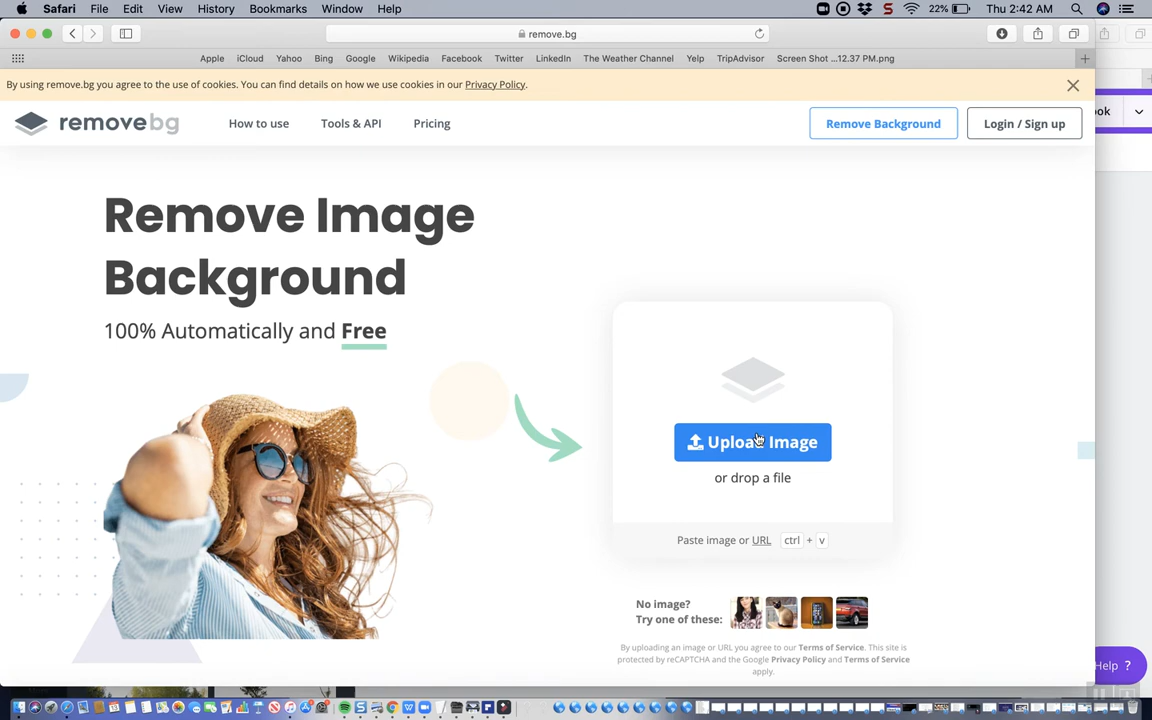 Safari File Edit View History Bookmarks Window Help
22% Thu 2:42 AM
remove.bg
Apple iCloud Yahoo Bing Google Wikipedia Facebook Twitter LinkedIn The Weather Channel Yelp TripAdvisor Screen Shot ...12.37 PM.png
By using remove.bg you agree to the use of cookies. You can find details on how we use cookies in our Privacy Policy.
removebg How to use Tools & API Pricing Remove Background Login / Sign up
ook
Remove Image
Background
100% Automatically and Free
Upload Image
or drop a file
Paste image or URL ctrl + v
No image?
Try one of these:
By uploading an image or URL you agree to our Terms of Service. This site is
protected by reCAPTCHA and the Google Privacy Policy and Terms of Service
apply.
Help ?